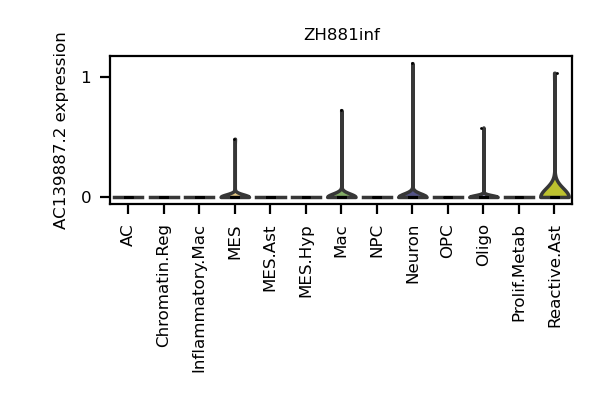 ZH881inf
AC139887.2 expression
1
0
AC
Chromatin.Reg
Inflammatory.Mac
MES
MES.Ast
MES.Hyp
Mac
NPC
Neuron
OPC
Oligo
Prolif.Metab
Reactive.Ast